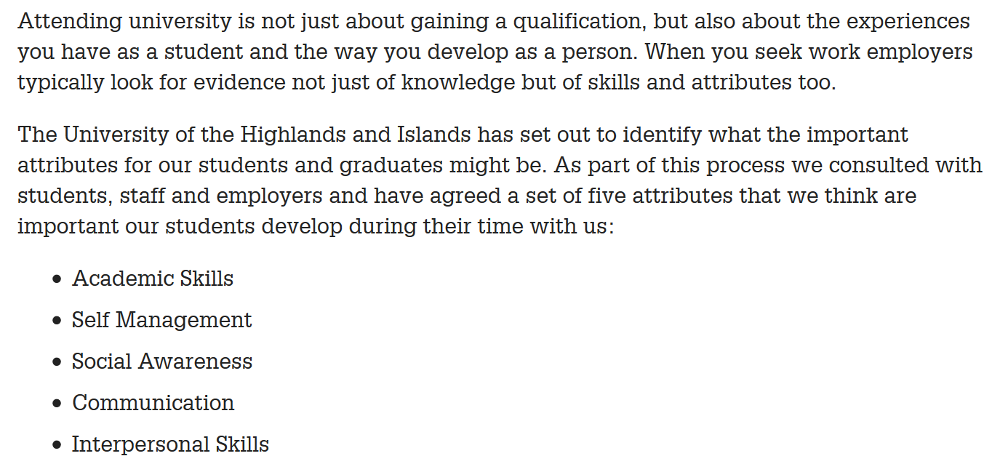 Attending university is not just about gaining a qualification, but also about the experiences
you have as a student and the way you develop as a person. When you seek work employers
typically look for evidence not just of knowledge but of skills and attributes too.
The University of the Highlands and Islands has set out to identify what the important
attributes for our students and graduates might be. As part of this process we consulted with
students, staff and employers and have agreed a set of five attributes that we think are
important our students develop during their time with us:
• Academic Skills
• Self Management
• Social Awareness
• Communication
• Interpersonal Skills